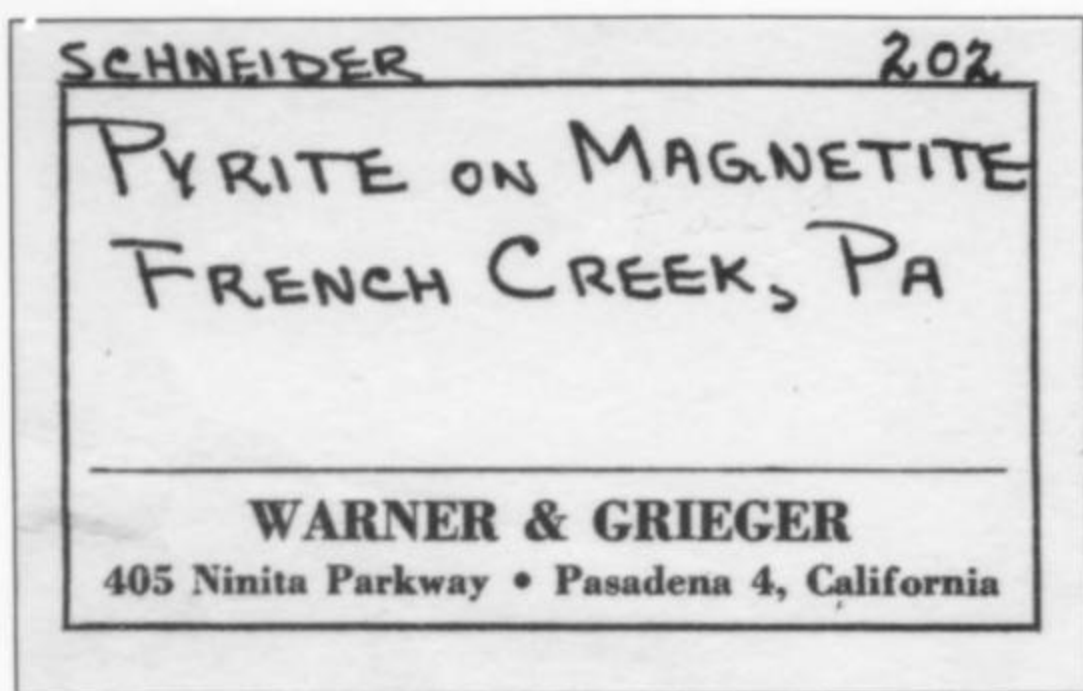 SCHNEIDER 202
PYRITE ON MAGNETITE
FRENCH CREEK, PA
WARNER & GRIEGER
405 Ninita Parkway • Pasadena 4, California